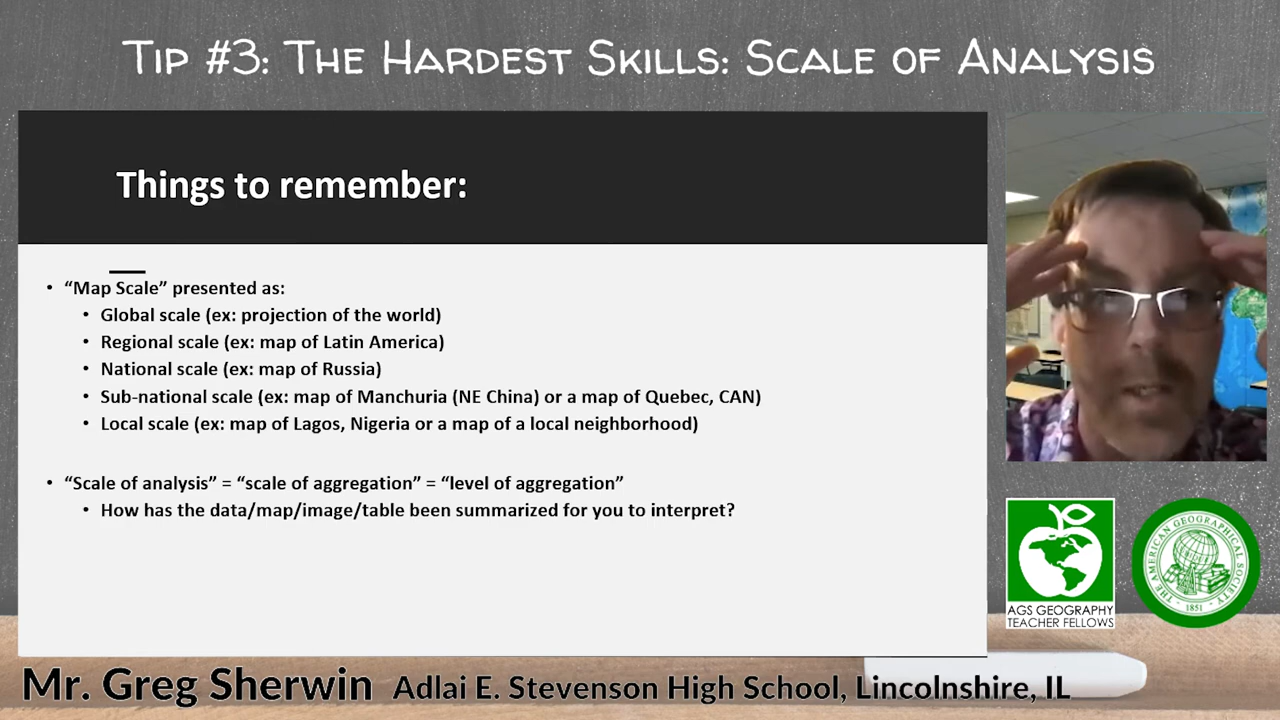 Tip #3: The Hardest Skills: Scale of Analysis
Things to remember:
• “Map Scale” presented as:
• Global scale (ex: projection of the world)
• Regional scale (ex: map of Latin America)
• National scale (ex: map of Russia)
• Sub-national scale (ex: map of Manchuria (NE China) or a map of Quebec, CAN)
• Local scale (ex: map of Lagos, Nigeria or a map of a local neighborhood)
• “Scale of analysis” = “scale of aggregation” = “level of aggregation”
• How has the data/map/image/table been summarized for you to interpret?
AGS GEOGRAPHY
TEACHER FELLOWS
THE AMERICAN GEOGRAPHICAL SOCIETY
1851
Mr. Greg Sherwin Adlai E. Stevenson High School, Lincolnshire, IL